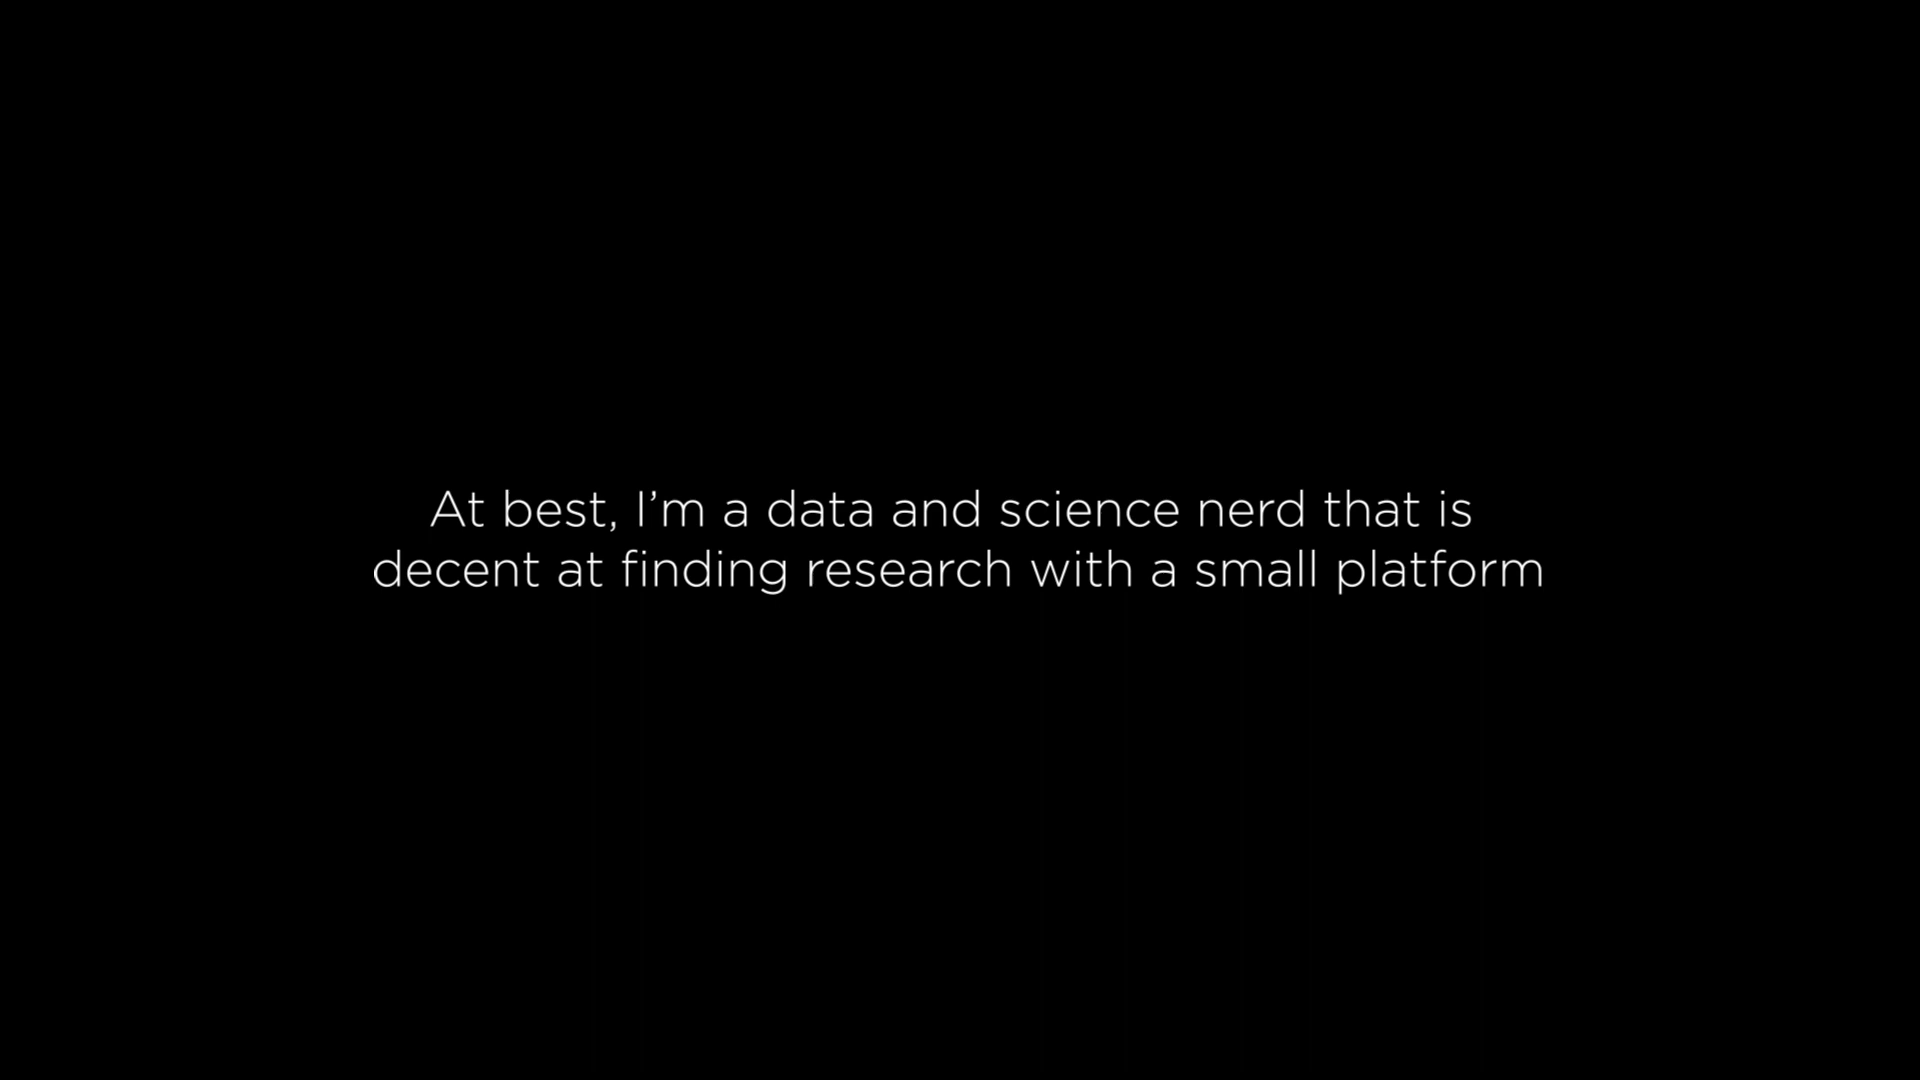 At best, I’m a data and science nerd that is
decent at finding research with a small platform